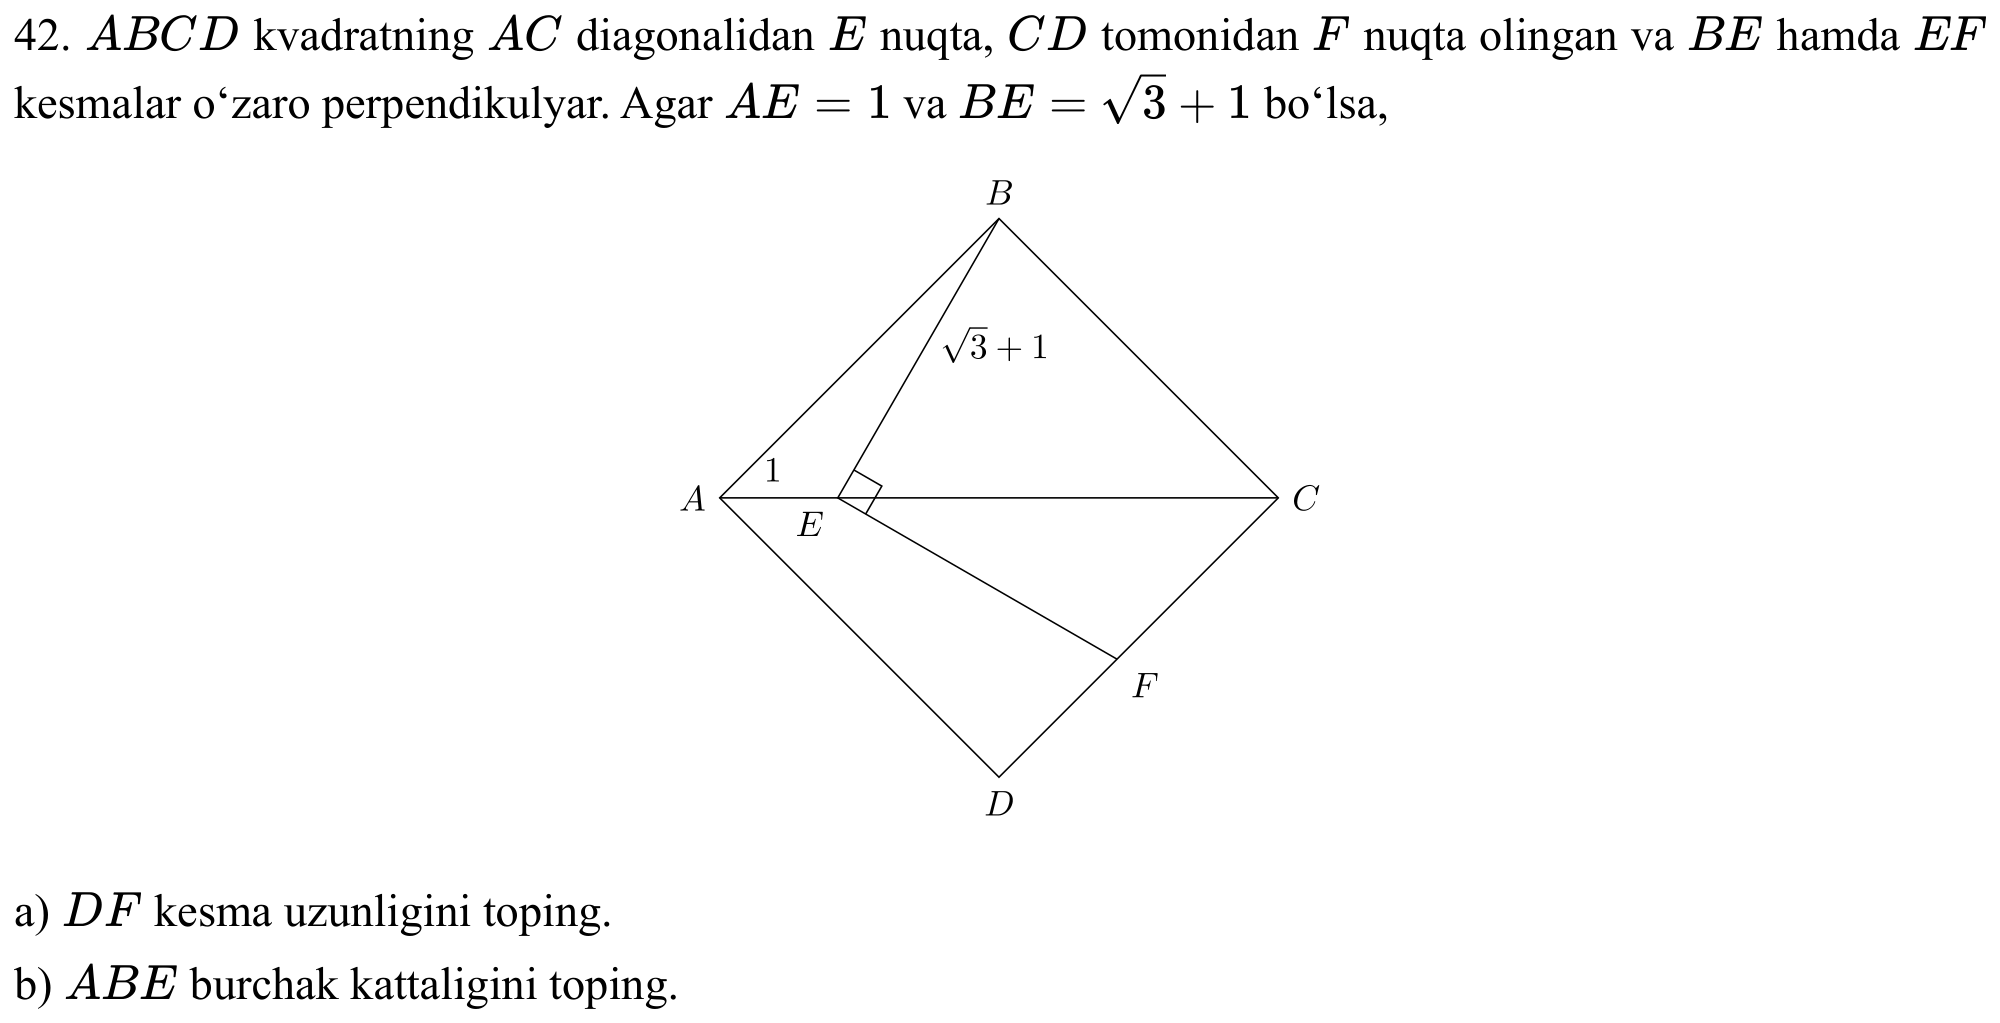 42. ABCD kvadratning AC diagonalidan E nuqta, CD tomonidan F nuqta olingan va BE hamda EF
kesmalar o‘zaro perpendikulyar. Agar AE = 1 va BE = √3 + 1 bo‘lsa,
B
√3 + 1
1
A
C
E
F
D
a) DF kesma uzunligini toping.
b) ABE burchak kattaligini toping.